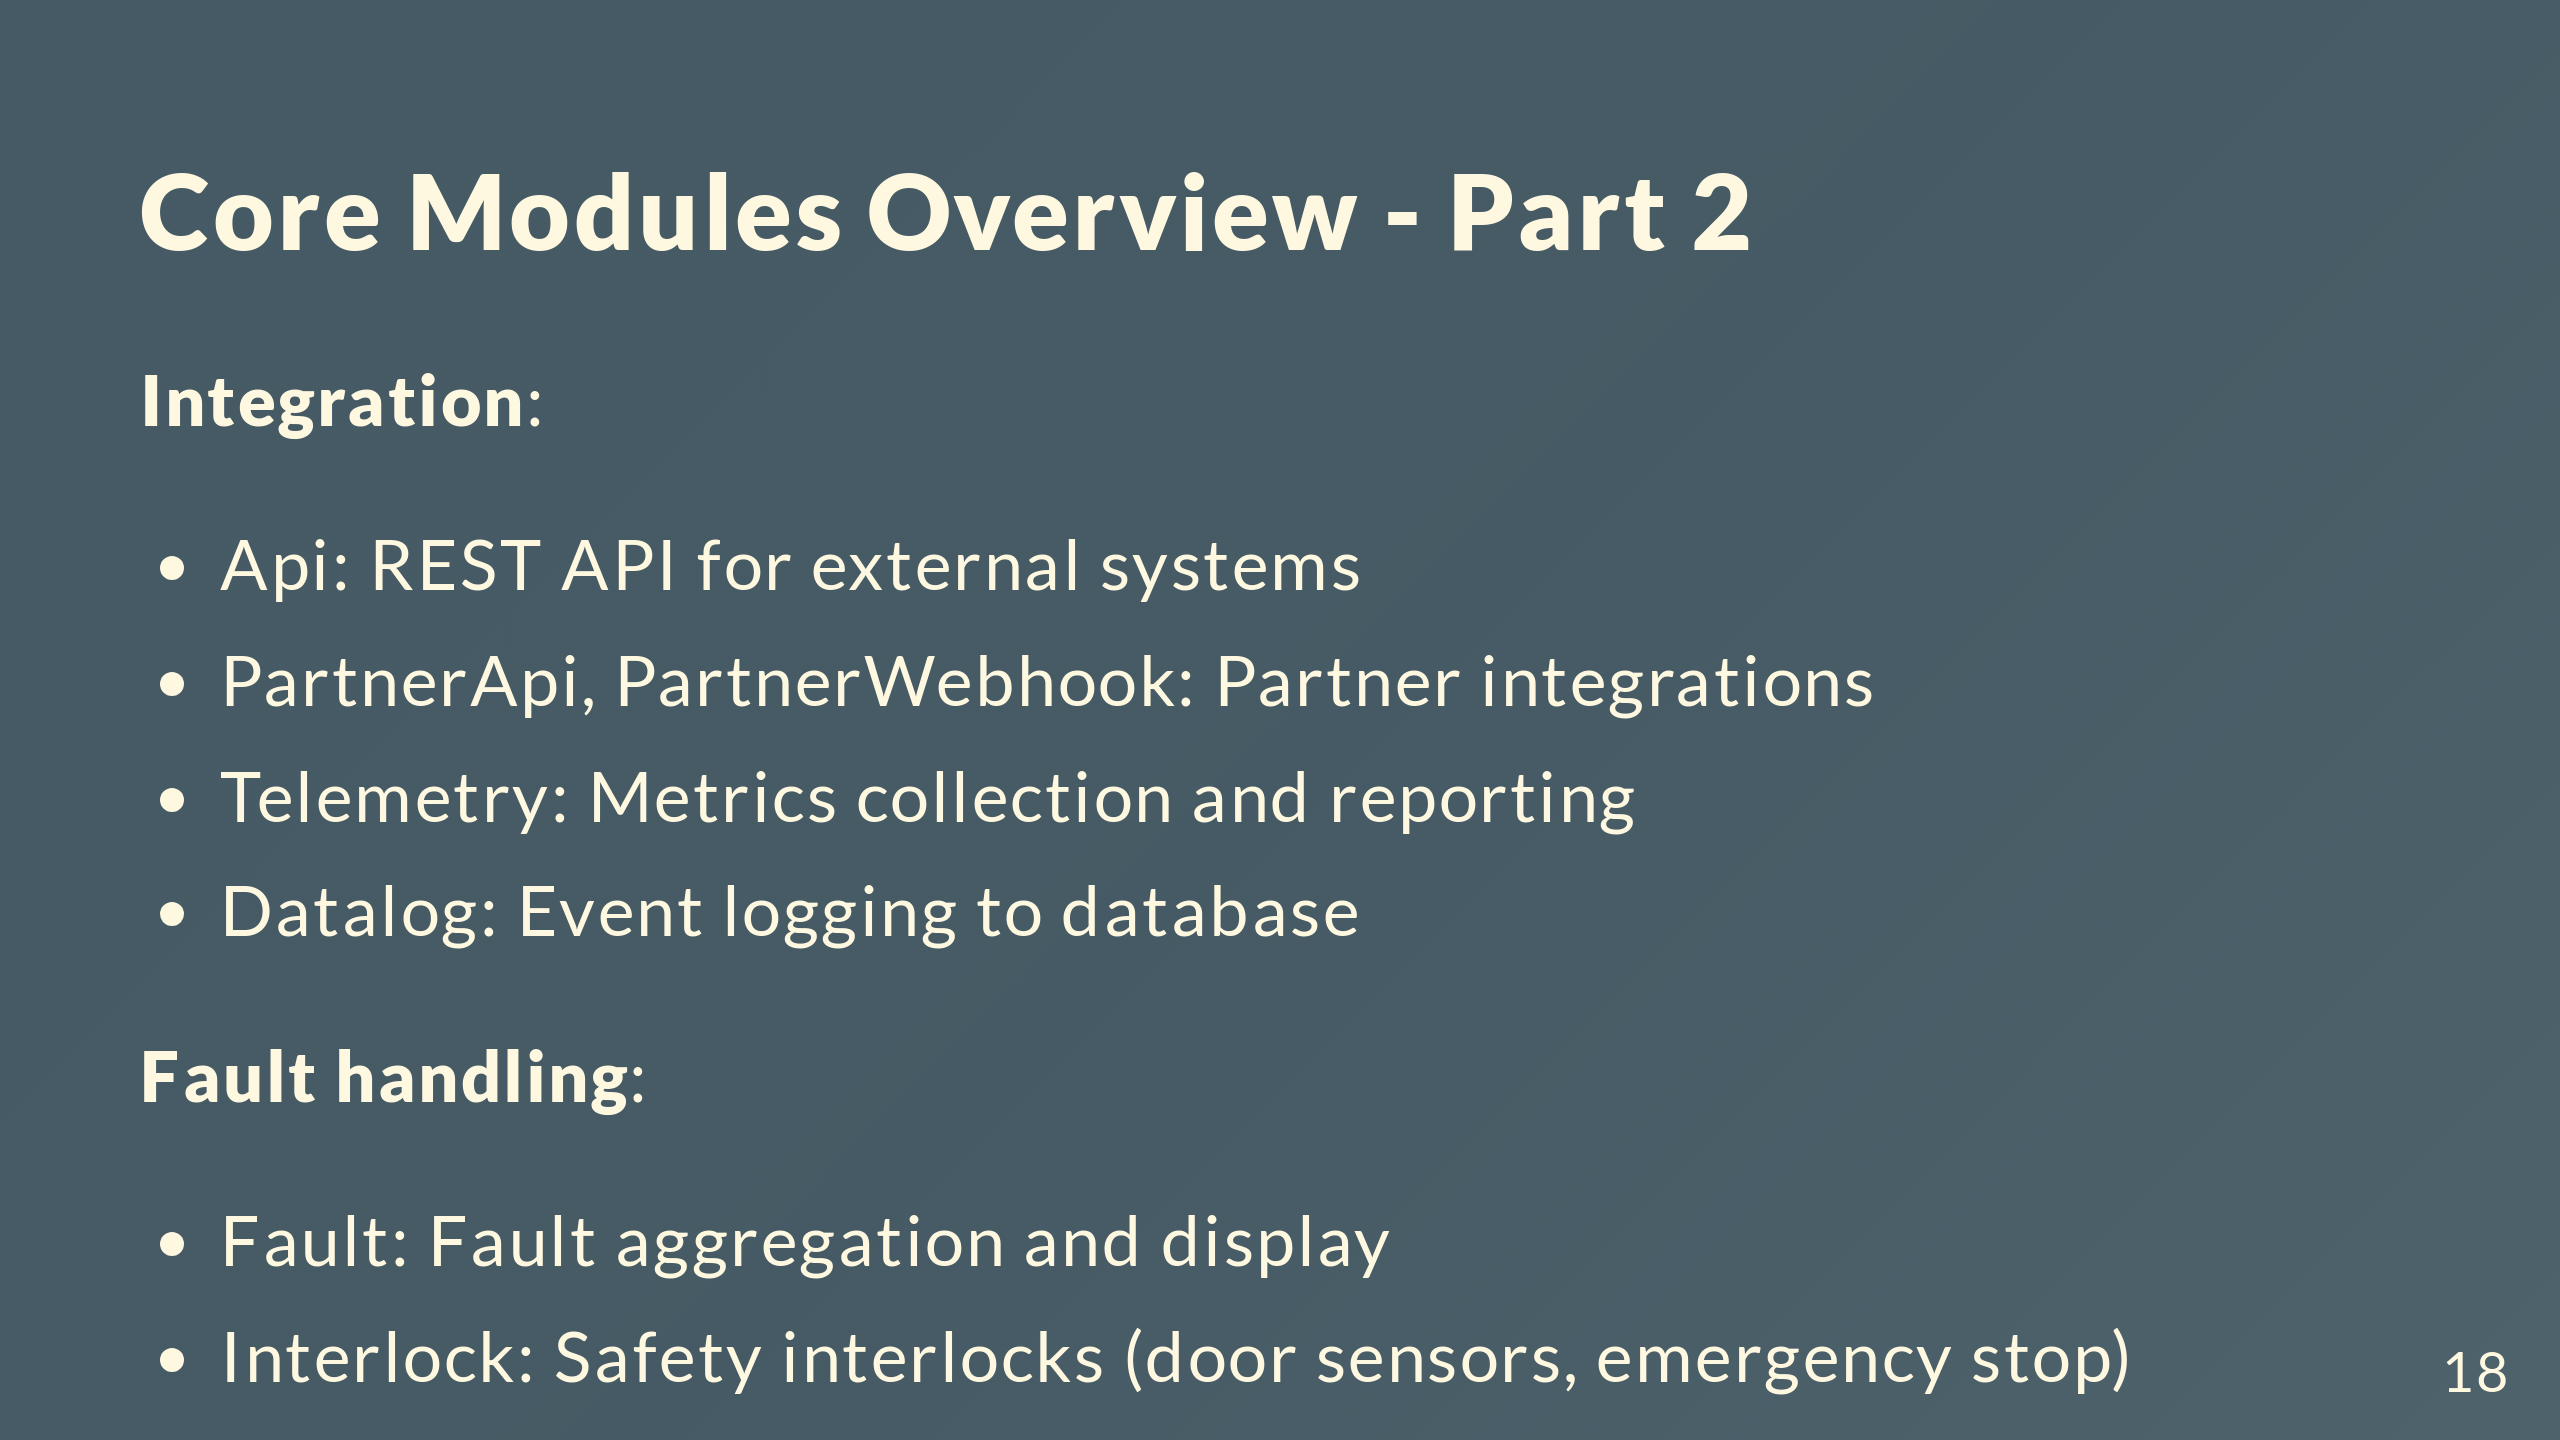 Core Modules Overview - Part 2
Integration:
• Api: REST API for external systems
• PartnerApi, PartnerWebhook: Partner integrations
• Telemetry: Metrics collection and reporting
• Datalog: Event logging to database
Fault handling:
• Fault: Fault aggregation and display
• Interlock: Safety interlocks (door sensors, emergency stop)
18